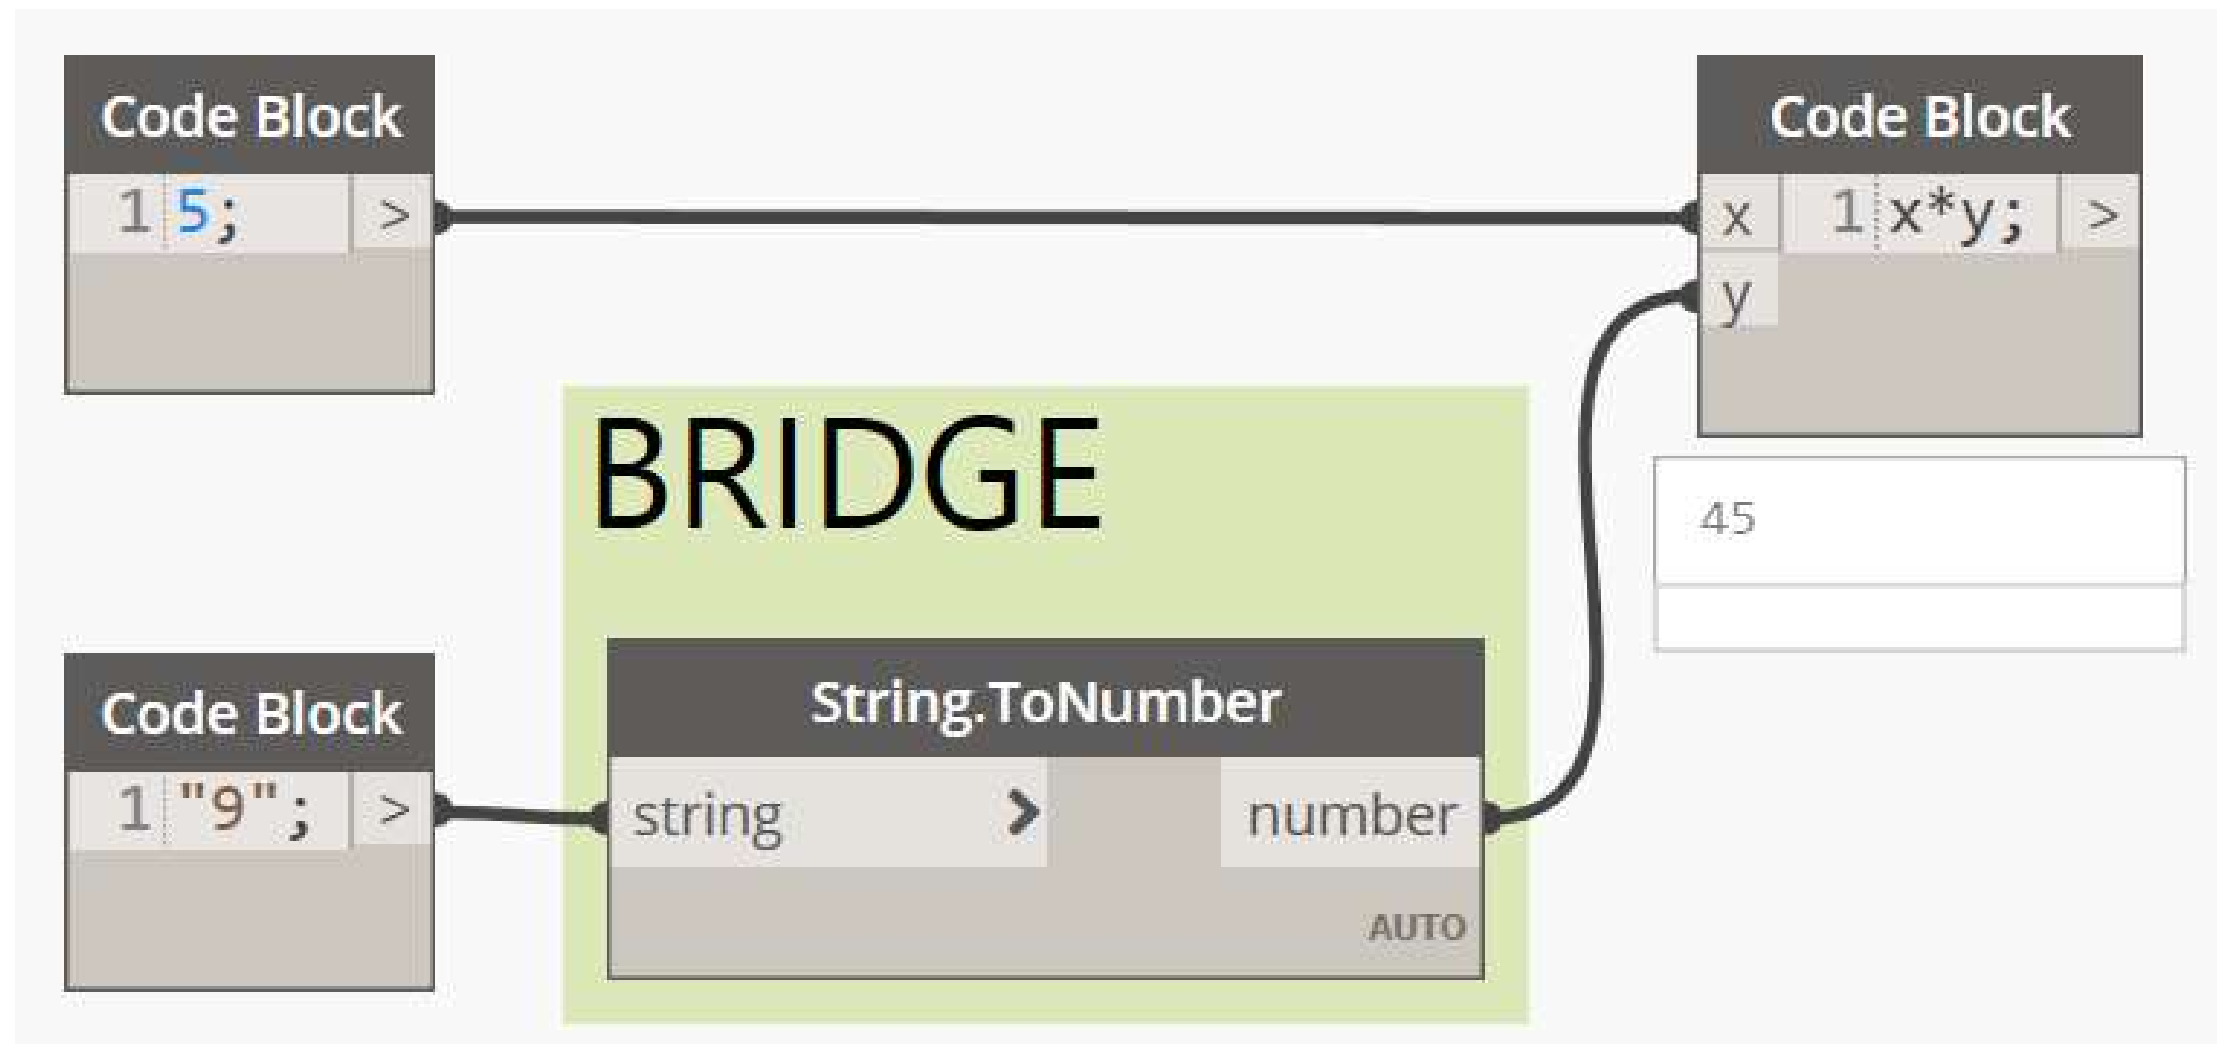 Code Block
1 5; >
Code Block
x 1 x*y; >
y
45
BRIDGE
Code Block
1 "9"; >
String.ToNumber
string > number
AUTO